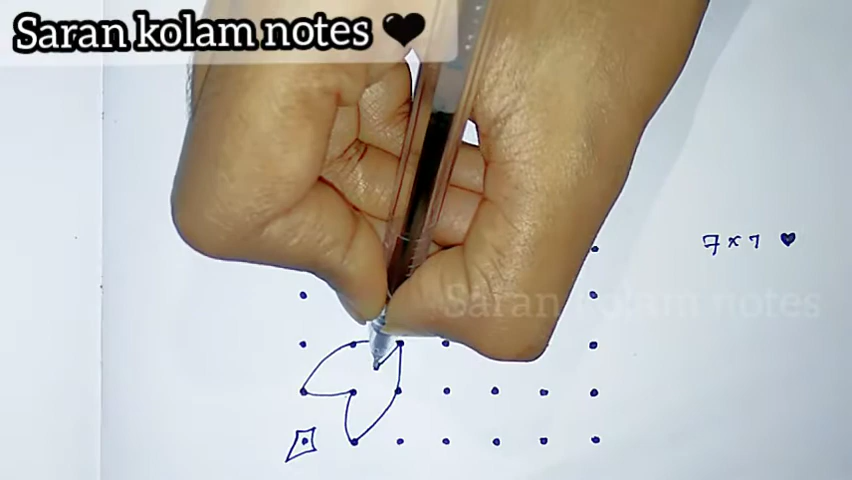 Saran kolam notes 🖤
7 x 7 ♥
Saran kolam notes